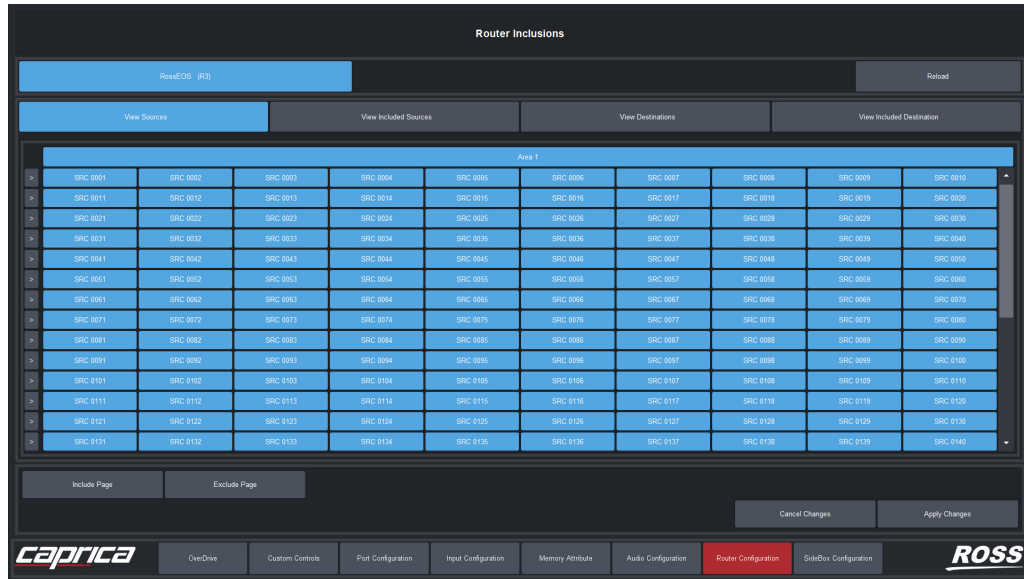 Router Inclusions
RossEOS (R3) Reload
View Sources View Included Sources View Destinations View Included Destination
Area 1
> SRC 0001 SRC 0002 SRC 0003 SRC 0004 SRC 0005 SRC 0006 SRC 0007 SRC 0008 SRC 0009 SRC 0010
> SRC 0011 SRC 0012 SRC 0013 SRC 0014 SRC 0015 SRC 0016 SRC 0017 SRC 0018 SRC 0019 SRC 0020
> SRC 0021 SRC 0022 SRC 0023 SRC 0024 SRC 0025 SRC 0026 SRC 0027 SRC 0028 SRC 0029 SRC 0030
> SRC 0031 SRC 0032 SRC 0033 SRC 0034 SRC 0035 SRC 0036 SRC 0037 SRC 0038 SRC 0039 SRC 0040
> SRC 0041 SRC 0042 SRC 0043 SRC 0044 SRC 0045 SRC 0046 SRC 0047 SRC 0048 SRC 0049 SRC 0050
> SRC 0051 SRC 0052 SRC 0053 SRC 0054 SRC 0055 SRC 0056 SRC 0057 SRC 0058 SRC 0059 SRC 0060
> SRC 0061 SRC 0062 SRC 0063 SRC 0064 SRC 0065 SRC 0066 SRC 0067 SRC 0068 SRC 0069 SRC 0070
> SRC 0071 SRC 0072 SRC 0073 SRC 0074 SRC 0075 SRC 0076 SRC 0077 SRC 0078 SRC 0079 SRC 0080
> SRC 0081 SRC 0082 SRC 0083 SRC 0084 SRC 0085 SRC 0086 SRC 0087 SRC 0088 SRC 0089 SRC 0090
> SRC 0091 SRC 0092 SRC 0093 SRC 0094 SRC 0095 SRC 0096 SRC 0097 SRC 0098 SRC 0099 SRC 0100
> SRC 0101 SRC 0102 SRC 0103 SRC 0104 SRC 0105 SRC 0106 SRC 0107 SRC 0108 SRC 0109 SRC 0110
> SRC 0111 SRC 0112 SRC 0113 SRC 0114 SRC 0115 SRC 0116 SRC 0117 SRC 0118 SRC 0119 SRC 0120
> SRC 0121 SRC 0122 SRC 0123 SRC 0124 SRC 0125 SRC 0126 SRC 0127 SRC 0128 SRC 0129 SRC 0130
> SRC 0131 SRC 0132 SRC 0133 SRC 0134 SRC 0135 SRC 0136 SRC 0137 SRC 0138 SRC 0139 SRC 0140
Include Page Exclude Page
Cancel Changes Apply Changes
caprica OverDrive Custom Controls Port Configuration Input Configuration Memory Attribute Audio Configuration Router Configuration SideBox Configuration ROSS